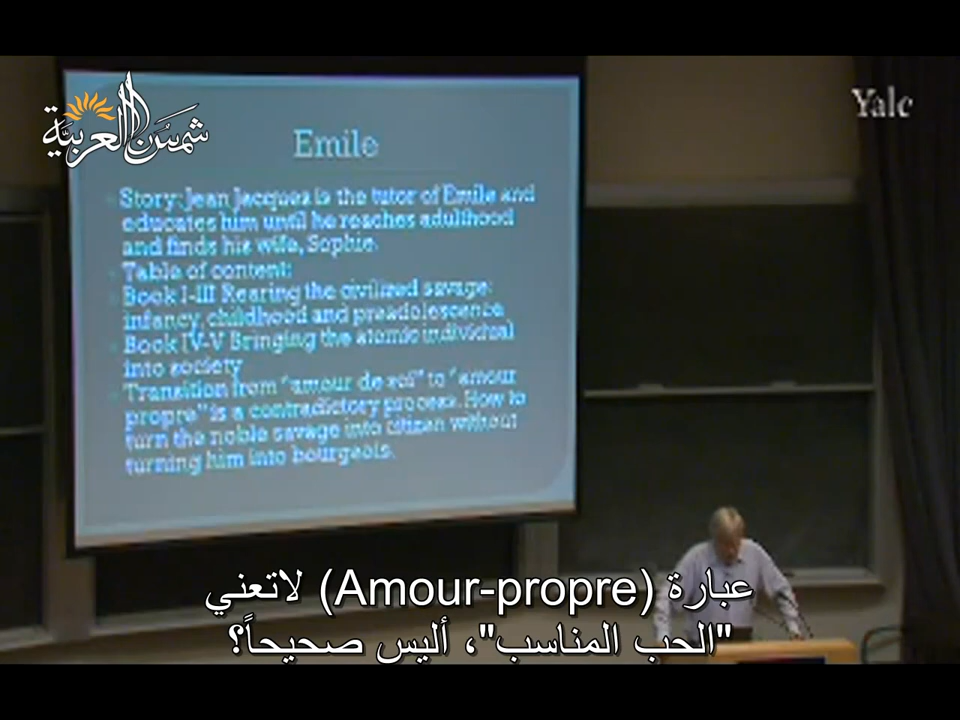 شمس العربية
Yale
Emile
Story: Jean Jacques is the tutor of Emile and
educates him until he reaches adulthood
and finds his wife, Sophie.
Table of content:
Book I-III Rearing the civilized savage:
infancy, childhood and preadolescence
Book IV-V Bringing the atomic individual
into society
Transition from "amour de soi" to "amour
propre" is a contradictory process. How to
turn the noble savage into citizen without
turning him into bourgeois.
عبارة (Amour-propre) لاتعني
"الحب المناسب"، أليس صحيحاً؟